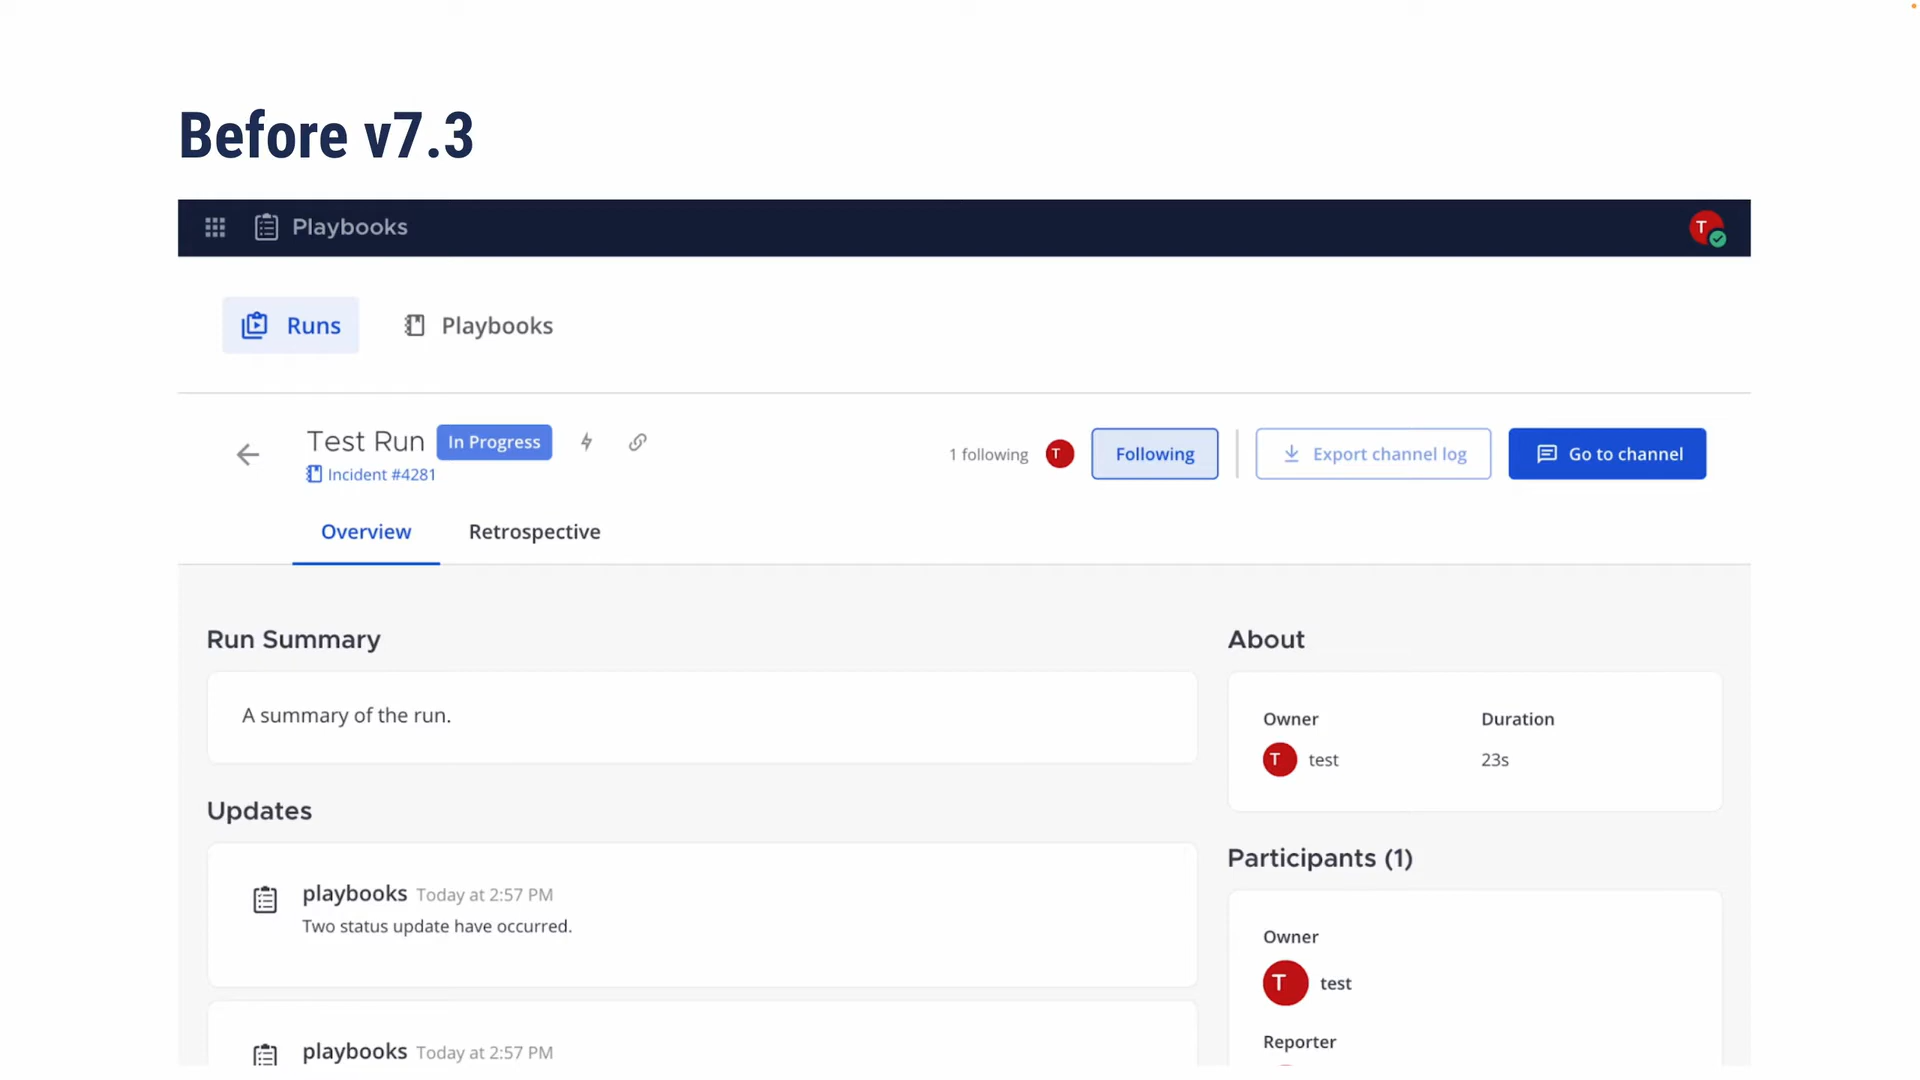 Before v7.3
Playbooks
T
Runs
Playbooks
Test Run
In Progress
1 following
T
Following
Export channel log
Go to channel
Incident #4281
Overview
Retrospective
Run Summary
A summary of the run.
About
Owner
Duration
T
test
23s
Updates
playbooks Today at 2:57 PM
Two status update have occurred.
playbooks Today at 2:57 PM
Participants (1)
Owner
T
test
Reporter